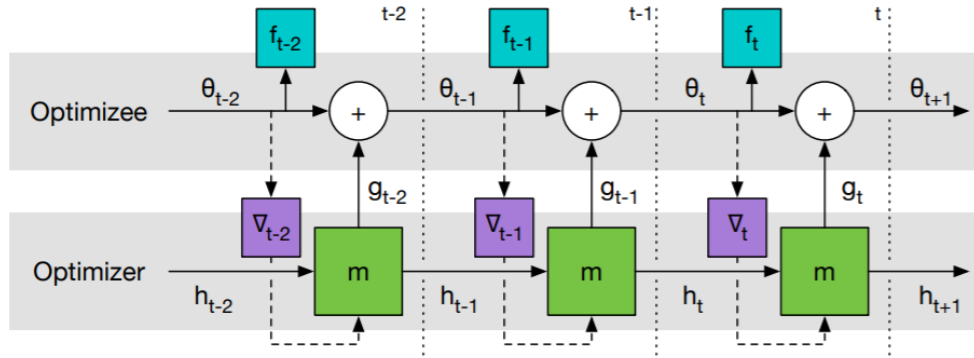 t-2 t-1 t
f_{t-2} f_{t-1} f_t
θ_{t-2} θ_{t-1} θ_t θ_{t+1}
Optimizee + + +
g_{t-2} g_{t-1} g_t
∇_{t-2} ∇_{t-1} ∇_t
Optimizer m m m
h_{t-2} h_{t-1} h_t h_{t+1}